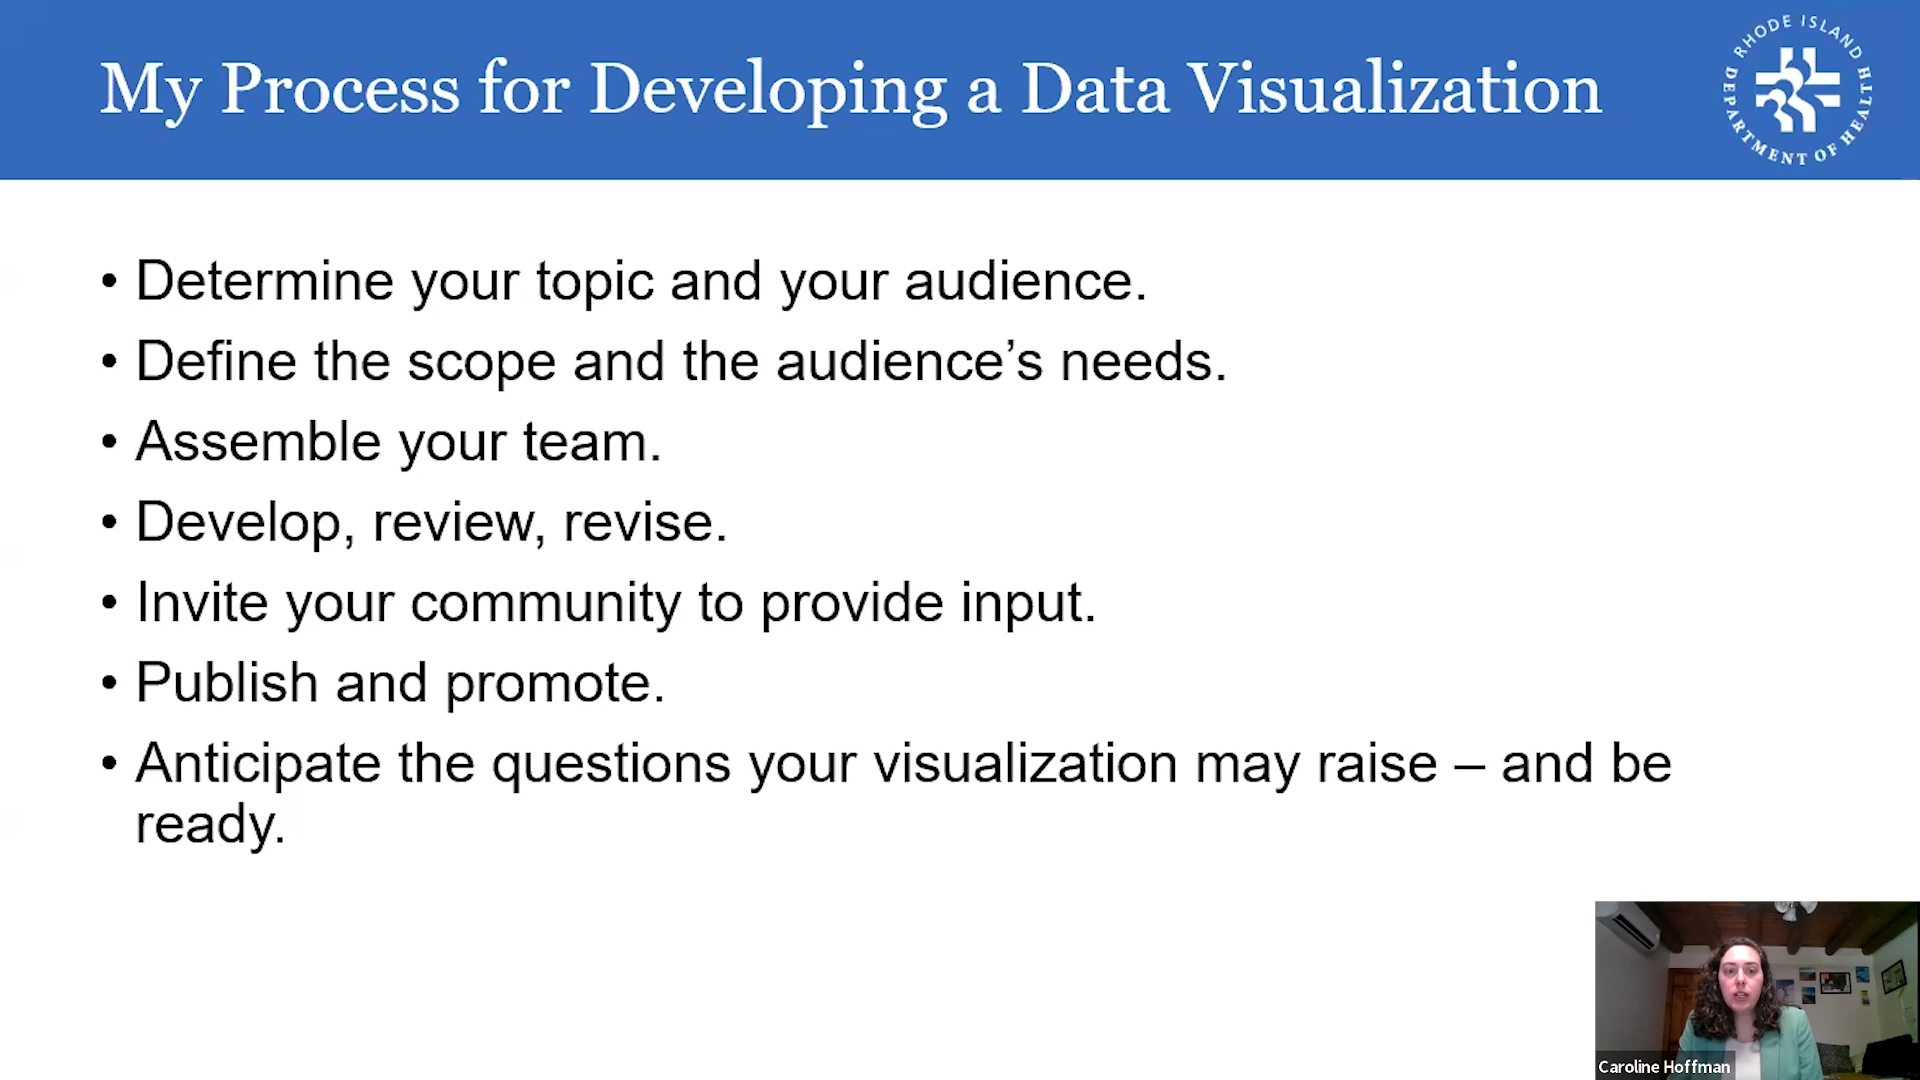 My Process for Developing a Data Visualization
RHODE ISLAND
DEPARTMENT OF HEALTH
• Determine your topic and your audience.
• Define the scope and the audience’s needs.
• Assemble your team.
• Develop, review, revise.
• Invite your community to provide input.
• Publish and promote.
• Anticipate the questions your visualization may raise – and be
ready.
Caroline Hoffman